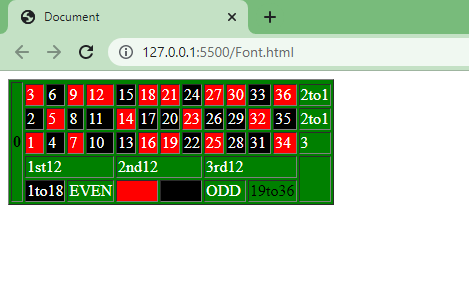 Document
127.0.0.1:5500/Font.html
3 6 9 12 15 18 21 24 27 30 33 36 2to1
2 5 8 11 14 17 20 23 26 29 32 35 2to1
0
1 4 7 10 13 16 19 22 25 28 31 34 3
1st12 2nd12 3rd12
1to18 EVEN ODD 19to36